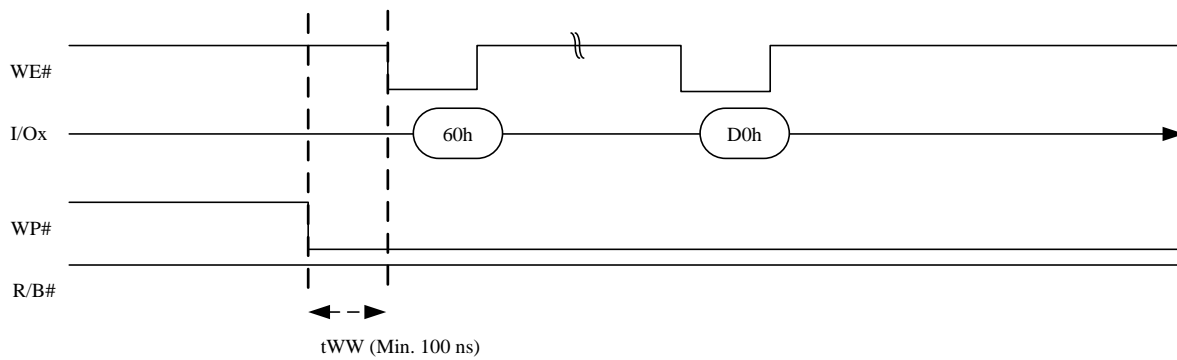 WE#
I/Ox
60h
D0h
WP#
R/B#
tWW (Min. 100 ns)